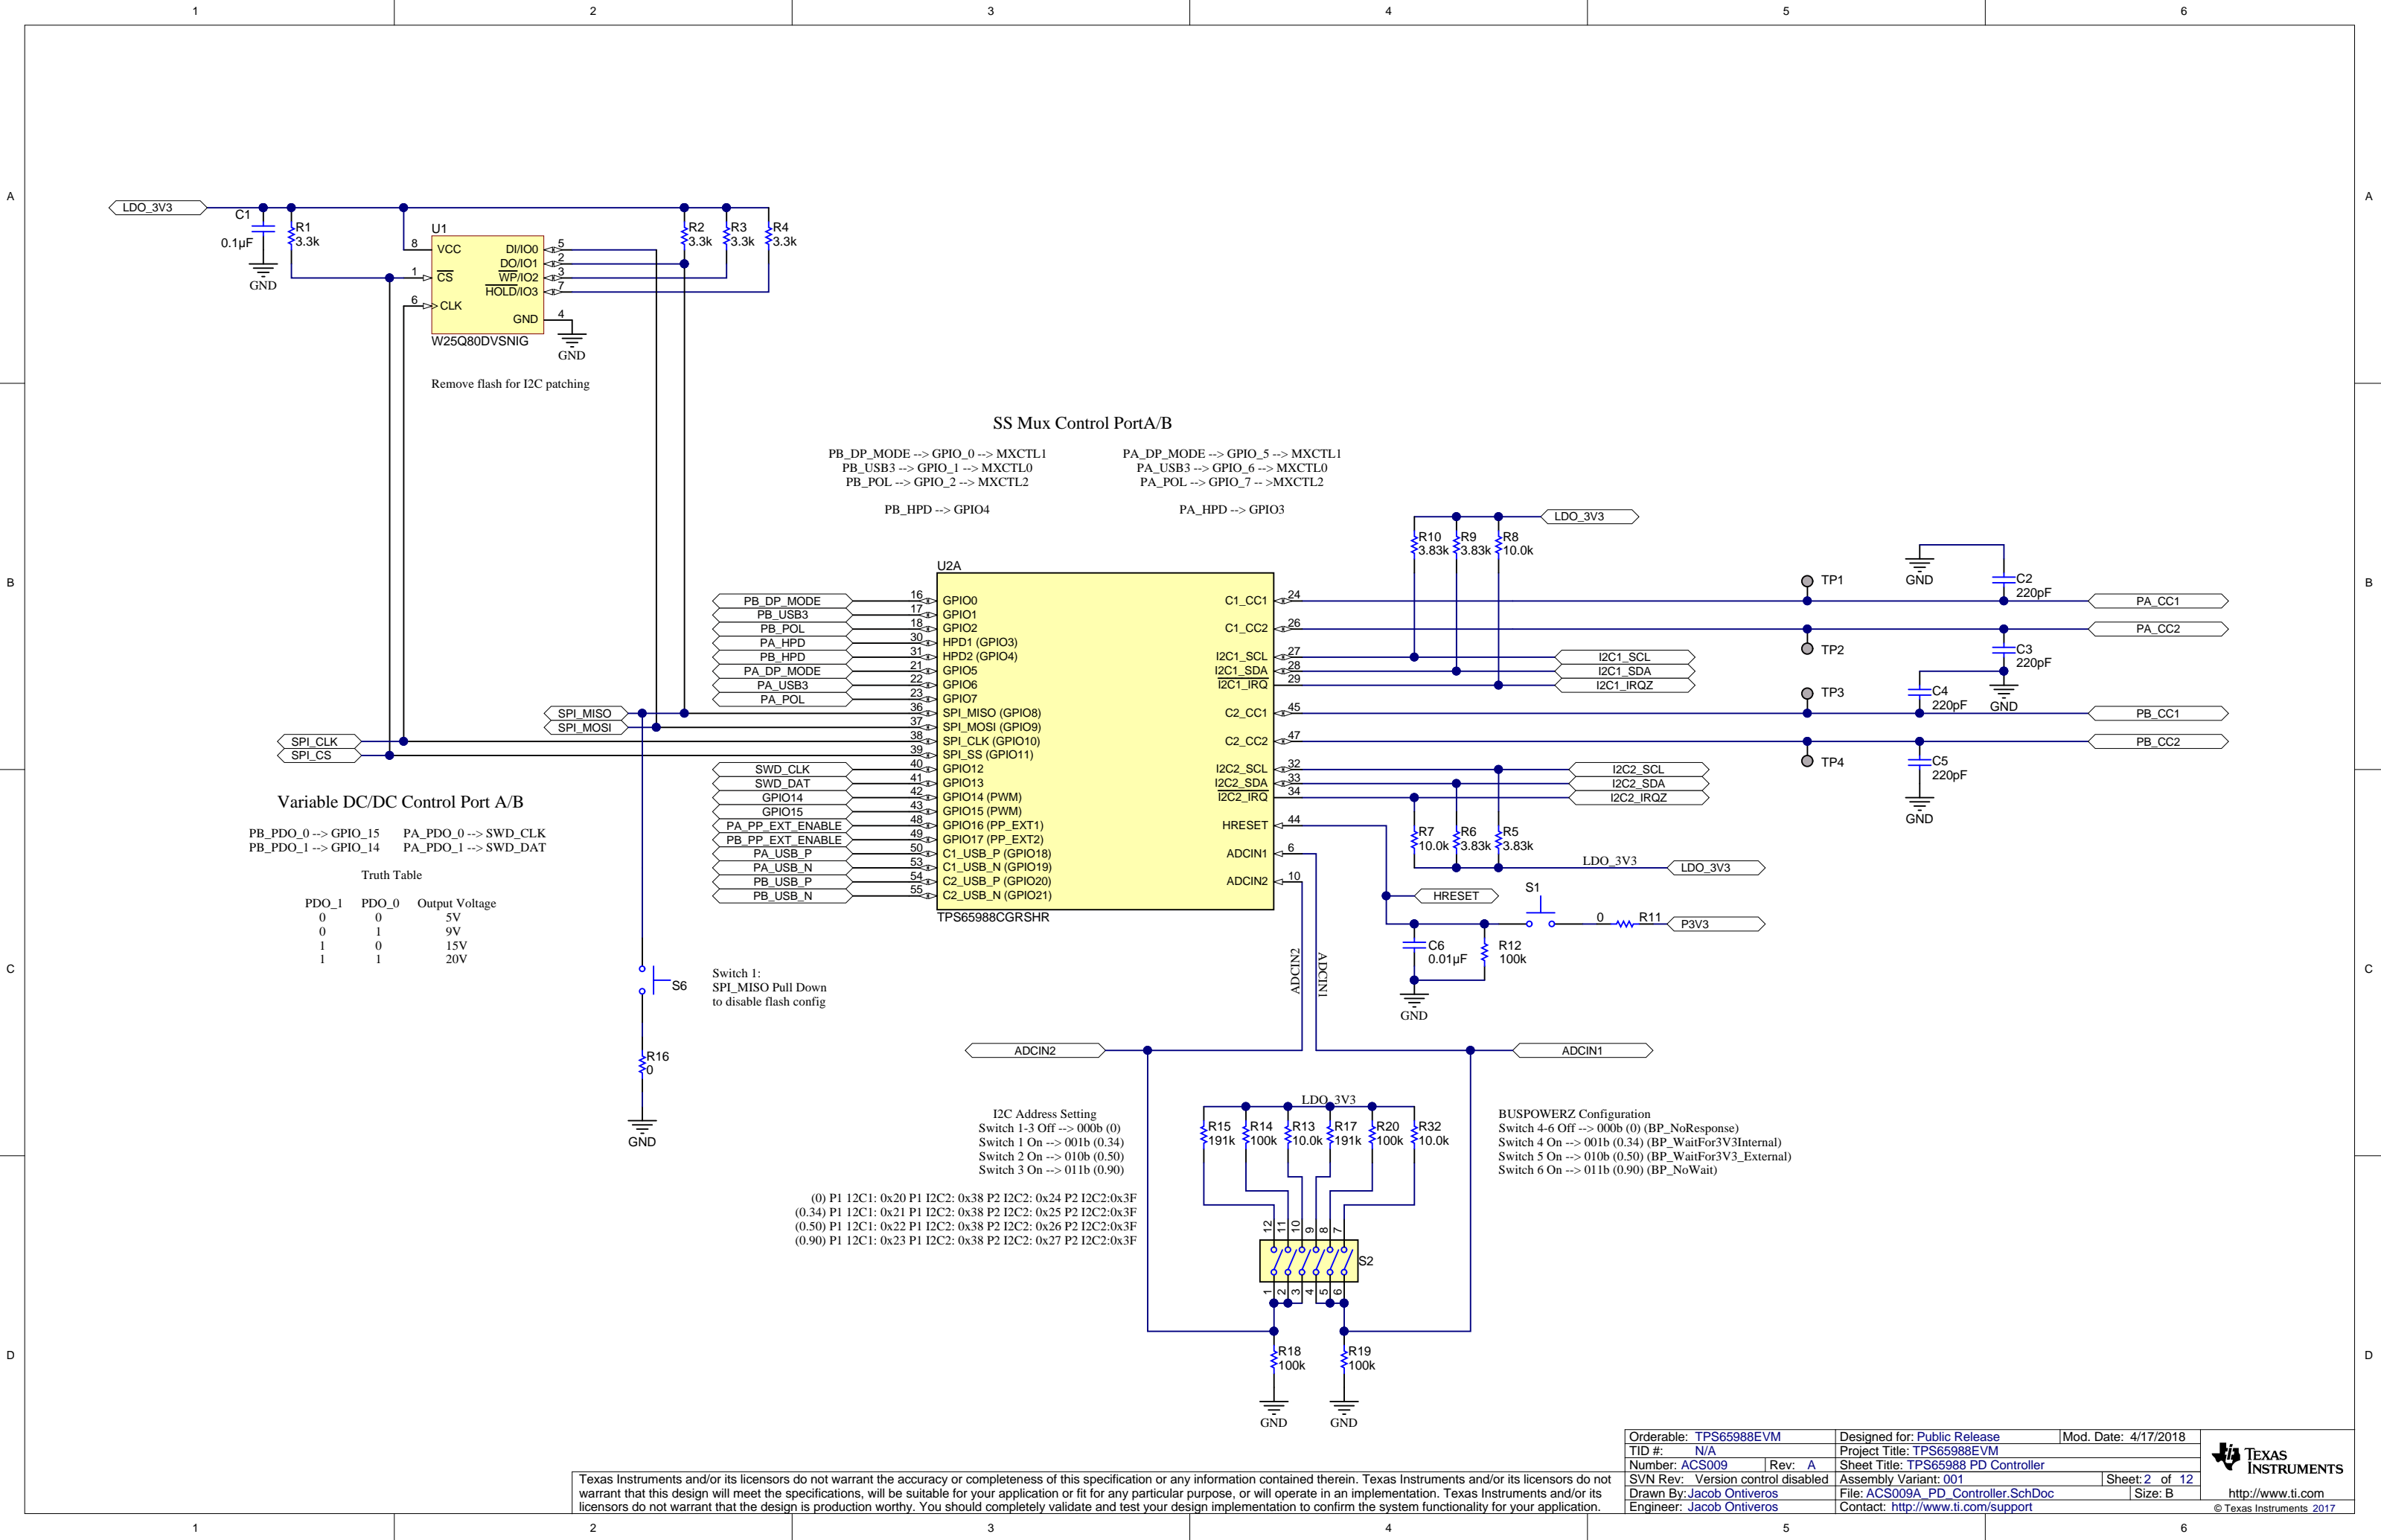 1 2 3 4 5 6
A A
B B
C C
D D
LDO_3V3
C1
0.1µF
GND
R1
3.3k
U1
8 VCC
1 CS
6 CLK
DI/IO0 5
DO/IO1 2
WP/IO2 3
HOLD/IO3 7
GND 4
W25Q80DVSNIG
GND
R2
3.3k
R3
3.3k
R4
3.3k
Remove flash for I2C patching
SS Mux Control PortA/B
PB_DP_MODE --> GPIO_0 --> MXCTL1
PB_USB3 --> GPIO_1 --> MXCTL0
PB_POL --> GPIO_2 --> MXCTL2
PB_HPD --> GPIO4
PA_DP_MODE --> GPIO_5 --> MXCTL1
PA_USB3 --> GPIO_6 --> MXCTL0
PA_POL --> GPIO_7 -- >MXCTL2
PA_HPD --> GPIO3
U2A
PB_DP_MODE 16 GPIO0
PB_USB3 17 GPIO1
PB_POL 18 GPIO2
PA_HPD 30 HPD1 (GPIO3)
PB_HPD 31 HPD2 (GPIO4)
PA_DP_MODE 21 GPIO5
PA_USB3 22 GPIO6
PA_POL 23 GPIO7
SPI_MISO 36 SPI_MISO (GPIO8)
SPI_MOSI 37 SPI_MOSI (GPIO9)
SPI_CLK 38 SPI_CLK (GPIO10)
SPI_CS 39 SPI_SS (GPIO11)
SWD_CLK 40 GPIO12
SWD_DAT 41 GPIO13
GPIO14 42 GPIO14 (PWM)
GPIO15 43 GPIO15 (PWM)
PA_PP_EXT_ENABLE 48 GPIO16 (PP_EXT1)
PB_PP_EXT_ENABLE 49 GPIO17 (PP_EXT2)
PA_USB_P 50 C1_USB_P (GPIO18)
PA_USB_N 53 C1_USB_N (GPIO19)
PB_USB_P 54 C2_USB_P (GPIO20)
PB_USB_N 55 C2_USB_N (GPIO21)
TPS65988CGRSHR
C1_CC1 24
C1_CC2 26
I2C1_SCL 27
I2C1_SDA 28
I2C1_IRQ 29
C2_CC1 45
C2_CC2 47
I2C2_SCL 32
I2C2_SDA 33
I2C2_IRQ 34
HRESET 44
ADCIN1 6
ADCIN2 10
R10
3.83k
R9
3.83k
R8
10.0k
LDO_3V3
I2C1_SCL
I2C1_SDA
I2C1_IRQZ
TP1
TP2
TP3
TP4
GND
C2
220pF
C3
220pF
C4
220pF
GND
C5
220pF
GND
PA_CC1
PA_CC2
PB_CC1
PB_CC2
I2C2_SCL
I2C2_SDA
I2C2_IRQZ
R7
10.0k
R6
3.83k
R5
3.83k
LDO_3V3
LDO_3V3
HRESET
S1
0 R11
P3V3
C6
0.01µF
R12
100k
GND
Variable DC/DC Control Port A/B
PB_PDO_0 --> GPIO_15 PA_PDO_0 --> SWD_CLK
PB_PDO_1 --> GPIO_14 PA_PDO_1 --> SWD_DAT
Truth Table
PDO_1 PDO_0 Output Voltage
0 0 5V
0 1 9V
1 0 15V
1 1 20V
S6
Switch 1:
SPI_MISO Pull Down
to disable flash config
R16
0
GND
ADCIN2
ADCIN1
ADCIN2
ADCIN1
I2C Address Setting
Switch 1-3 Off --> 000b (0)
Switch 1 On --> 001b (0.34)
Switch 2 On --> 010b (0.50)
Switch 3 On --> 011b (0.90)
(0) P1 12C1: 0x20 P1 I2C2: 0x38 P2 I2C2: 0x24 P2 I2C2:0x3F
(0.34) P1 12C1: 0x21 P1 I2C2: 0x38 P2 I2C2: 0x25 P2 I2C2:0x3F
(0.50) P1 12C1: 0x22 P1 I2C2: 0x38 P2 I2C2: 0x26 P2 I2C2:0x3F
(0.90) P1 12C1: 0x23 P1 I2C2: 0x38 P2 I2C2: 0x27 P2 I2C2:0x3F
LDO_3V3
R15
191k
R14
100k
R13
10.0k
R17
191k
R20
100k
R32
10.0k
BUSPOWERZ Configuration
Switch 4-6 Off --> 000b (0) (BP_NoResponse)
Switch 4 On --> 001b (0.34) (BP_WaitFor3V3Internal)
Switch 5 On --> 010b (0.50) (BP_WaitFor3V3_External)
Switch 6 On --> 011b (0.90) (BP_NoWait)
12 11 10 9 8 7
S2
1 2 3 4 5 6
R18
100k
R19
100k
GND
GND
Texas Instruments and/or its licensors do not warrant the accuracy or completeness of this specification or any information contained therein. Texas Instruments and/or its licensors do not
warrant that this design will meet the specifications, will be suitable for your application or fit for any particular purpose, or will operate in an implementation. Texas Instruments and/or its
licensors do not warrant that the design is production worthy. You should completely validate and test your design implementation to confirm the system functionality for your application.
Orderable: TPS65988EVM Designed for: Public Release Mod. Date: 4/17/2018
TID #: N/A Project Title: TPS65988EVM
Number: ACS009 Rev: A Sheet Title: TPS65988 PD Controller
SVN Rev: Version control disabled Assembly Variant: 001 Sheet: 2 of 12
Drawn By: Jacob Ontiveros File: ACS009A_PD_Controller.SchDoc Size: B
Engineer: Jacob Ontiveros Contact: http://www.ti.com/support
TEXAS
INSTRUMENTS
http://www.ti.com
© Texas Instruments 2017
1 2 3 4 5 6